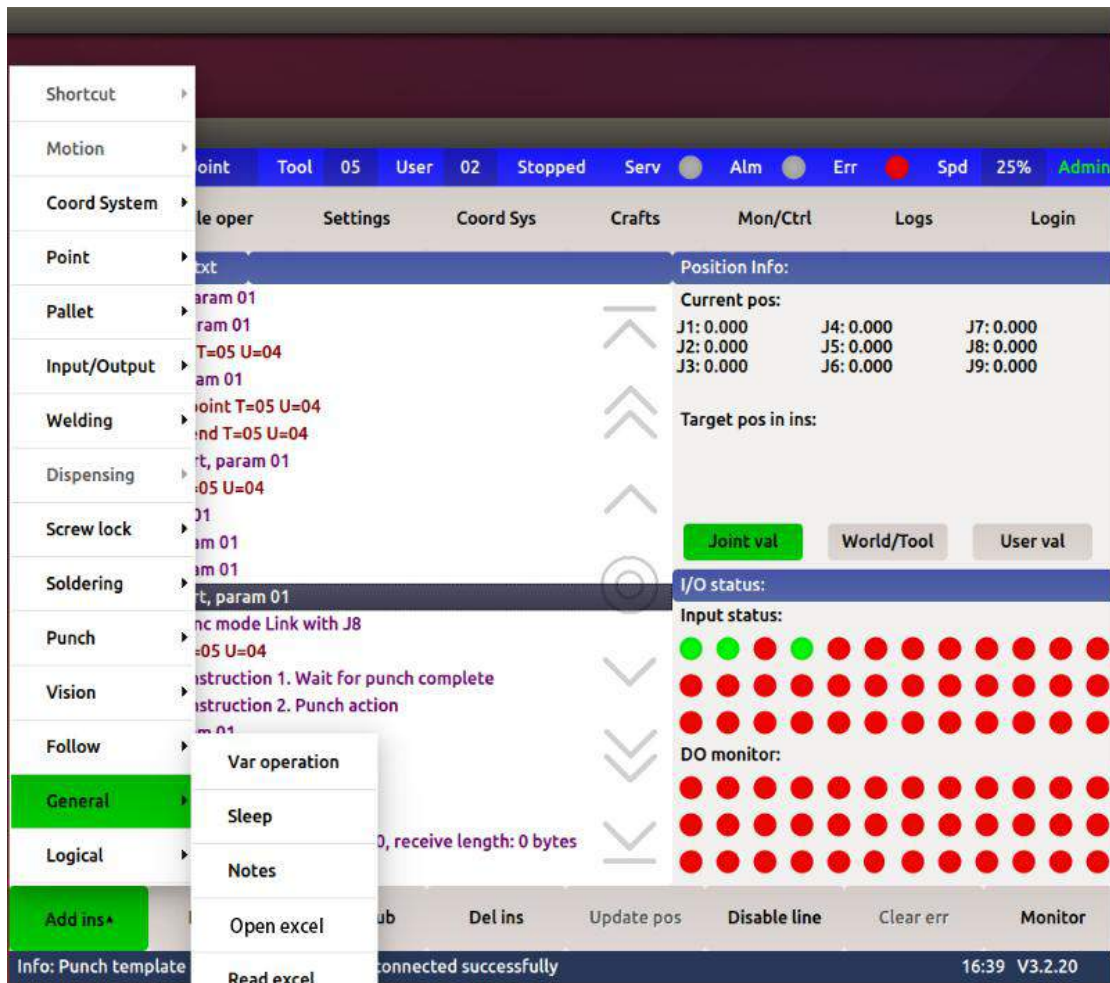 Shortcut
Motion
Coord System
Point
Pallet
Input/Output
Welding
Dispensing
Screw lock
Soldering
Punch
Vision
Follow
General
Logical
Var operation
Sleep
Notes
Open excel
Read excel
Joint Tool 05 User 02 Stopped Serv Alm Err Spd 25% Admin
le oper Settings Coord Sys Crafts Mon/Ctrl Logs Login
txt
aram 01
ram 01
T=05 U=04
am 01
point T=05 U=04
end T=05 U=04
rt, param 01
=05 U=04
01
am 01
am 01
rt, param 01
nc mode Link with J8
=05 U=04
nstruction 1. Wait for punch complete
nstruction 2. Punch action
am 01
0, receive length: 0 bytes
Position Info:
Current pos:
J1: 0.000 J4: 0.000 J7: 0.000
J2: 0.000 J5: 0.000 J8: 0.000
J3: 0.000 J6: 0.000 J9: 0.000
Target pos in ins:
Joint val World/Tool User val
I/O status:
Input status:
DO monitor:
Add ins ub Del ins Update pos Disable line Clear err Monitor
Info: Punch template connected successfully 16:39 V3.2.20